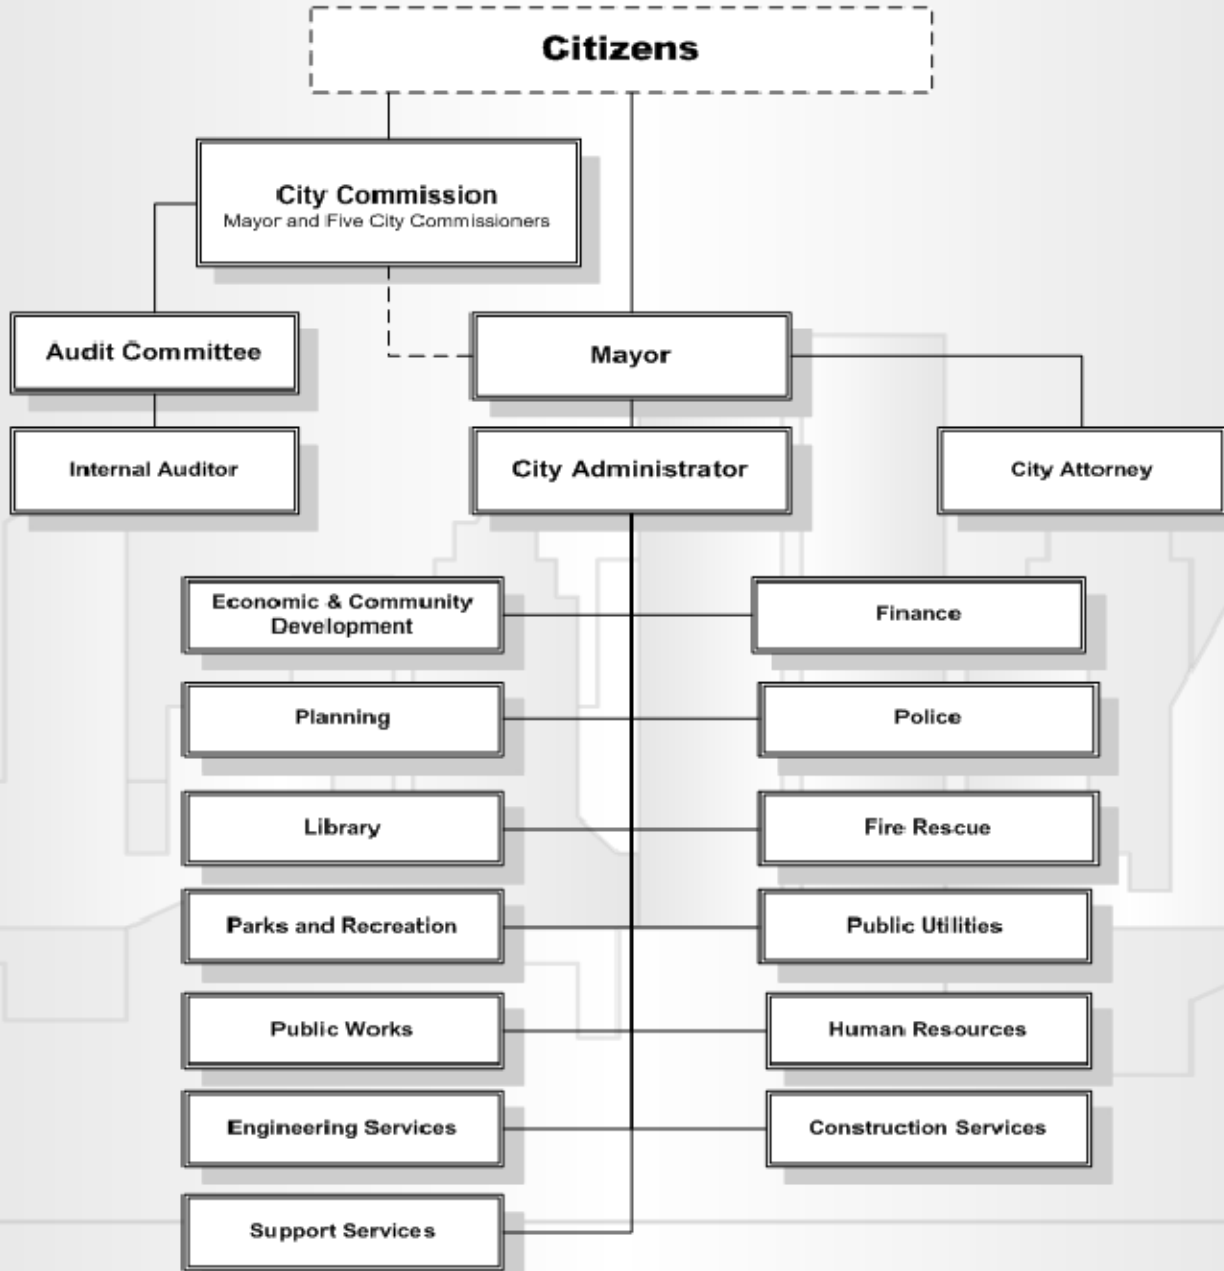 Citizens
City Commission
Mayor and Five City Commissioners
Audit Committee
Mayor
Internal Auditor
City Administrator
City Attorney
Economic & Community
Development
Finance
Planning
Police
Library
Fire Rescue
Parks and Recreation
Public Utilities
Public Works
Human Resources
Engineering Services
Construction Services
Support Services